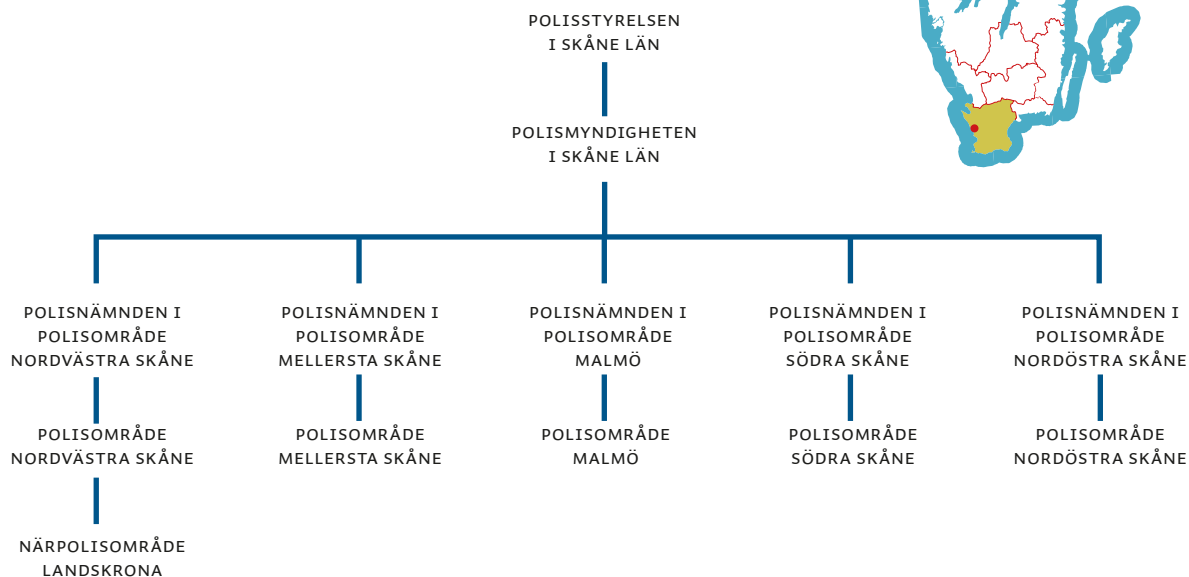 POLISSTYRELSEN
I SKÅNE LÄN
POLISMYNDIGHETEN
I SKÅNE LÄN
POLISNÄMNDEN I
POLISOMRÅDE
NORDVÄSTRA SKÅNE
POLISNÄMNDEN I
POLISOMRÅDE
MELLERSTA SKÅNE
POLISNÄMNDEN I
POLISOMRÅDE
MALMÖ
POLISNÄMNDEN I
POLISOMRÅDE
SÖDRA SKÅNE
POLISNÄMNDEN I
POLISOMRÅDE
NORDÖSTRA SKÅNE
POLISOMRÅDE
NORDVÄSTRA SKÅNE
POLISOMRÅDE
MELLERSTA SKÅNE
POLISOMRÅDE
MALMÖ
POLISOMRÅDE
SÖDRA SKÅNE
POLISOMRÅDE
NORDÖSTRA SKÅNE
NÄRPOLISOMRÅDE
LANDSKRONA